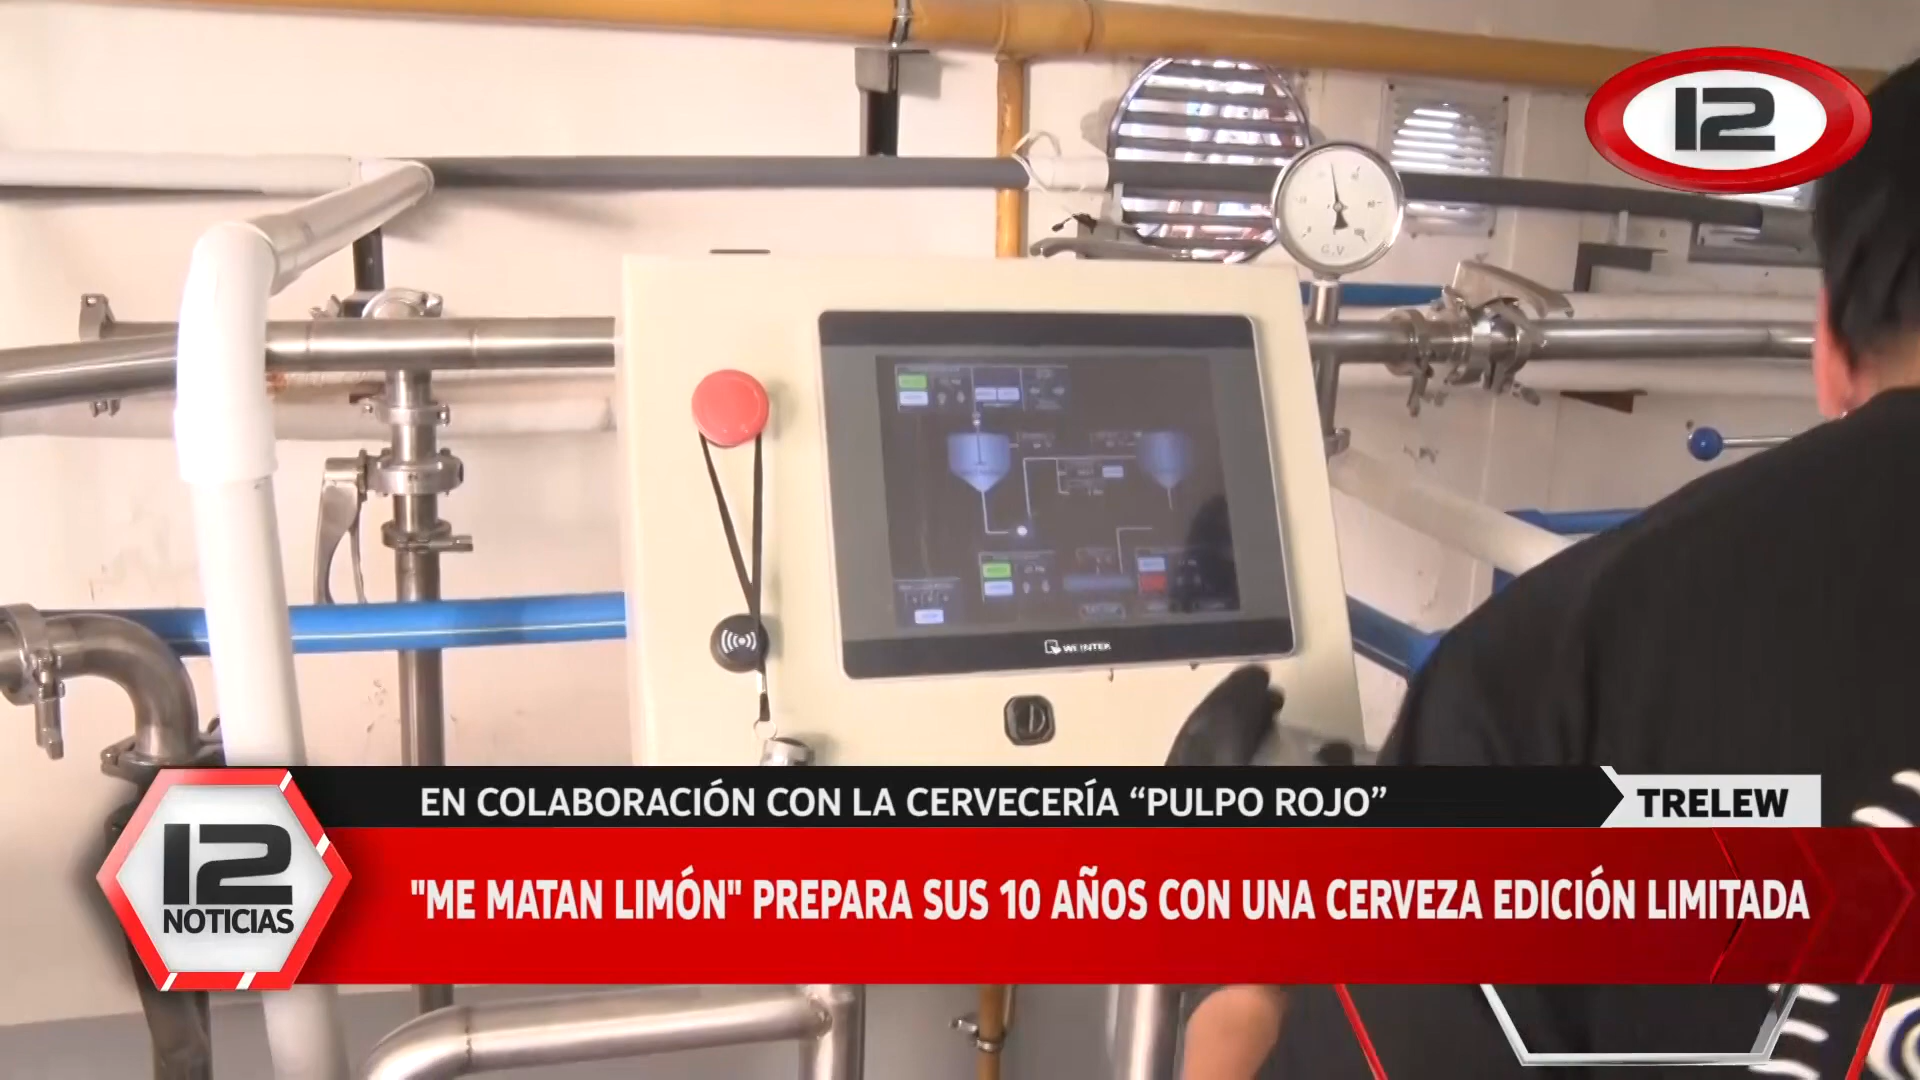 12
G.V.
WEINTEK
EN COLABORACIÓN CON LA CERVECERÍA “PULPO ROJO”
TRELEW
"ME MATAN LIMÓN" PREPARA SUS 10 AÑOS CON UNA CERVEZA EDICIÓN LIMITADA
12
NOTICIAS